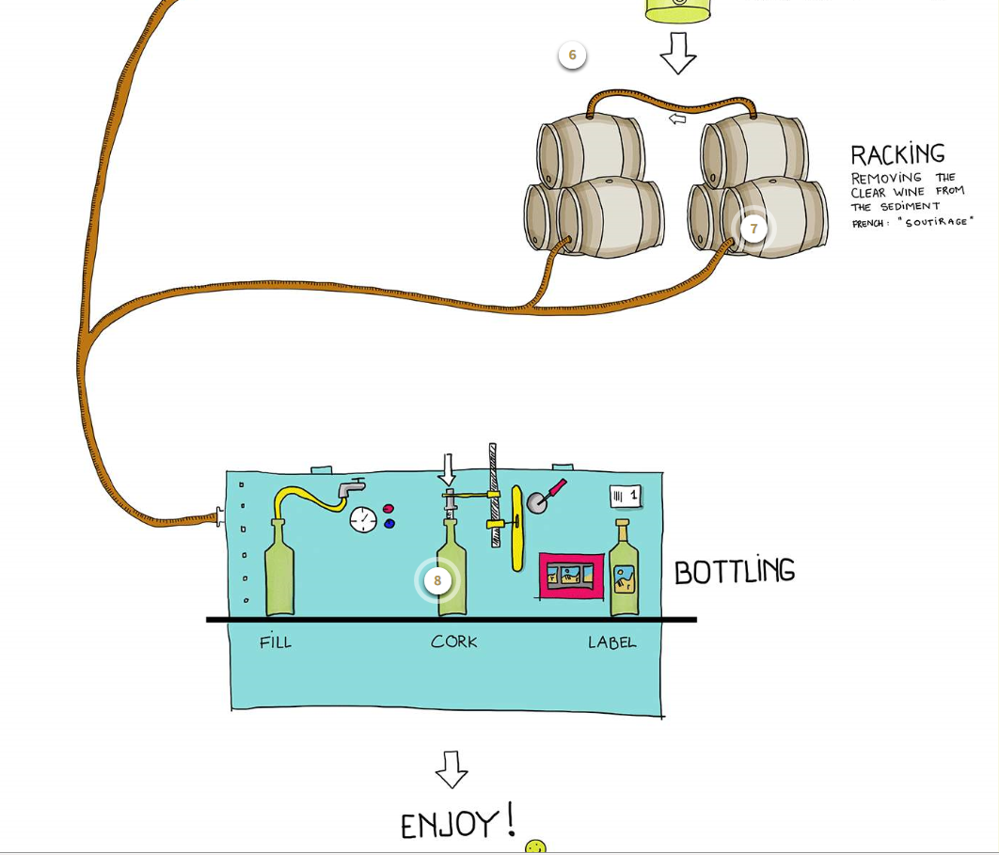 6
RACKING
REMOVING THE
CLEAR WINE FROM
THE SEDIMENT
FRENCH: "SOUTIRAGE"
7
1
8
BOTTLING
FILL
CORK
LABEL
ENJOY!